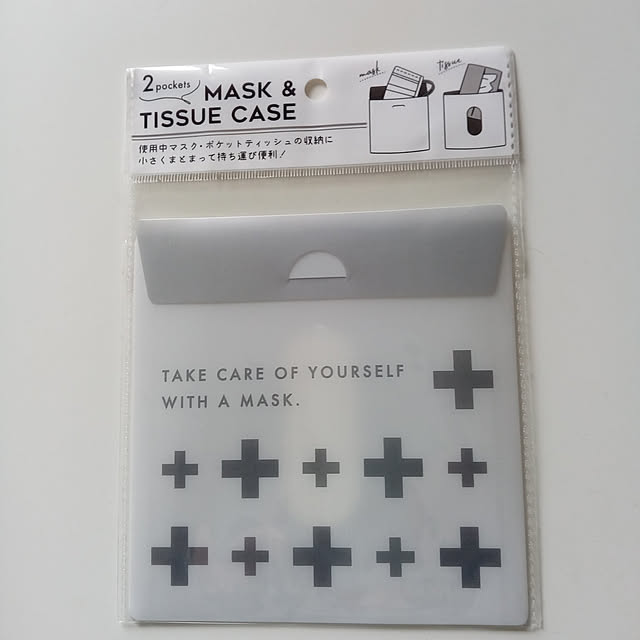 2 pockets
MASK &
TISSUE CASE
使用中マスク・ポケットティッシュの収納に
小さくまとまって持ち運び便利！
mask
tissue
TAKE CARE OF YOURSELF
WITH A MASK.